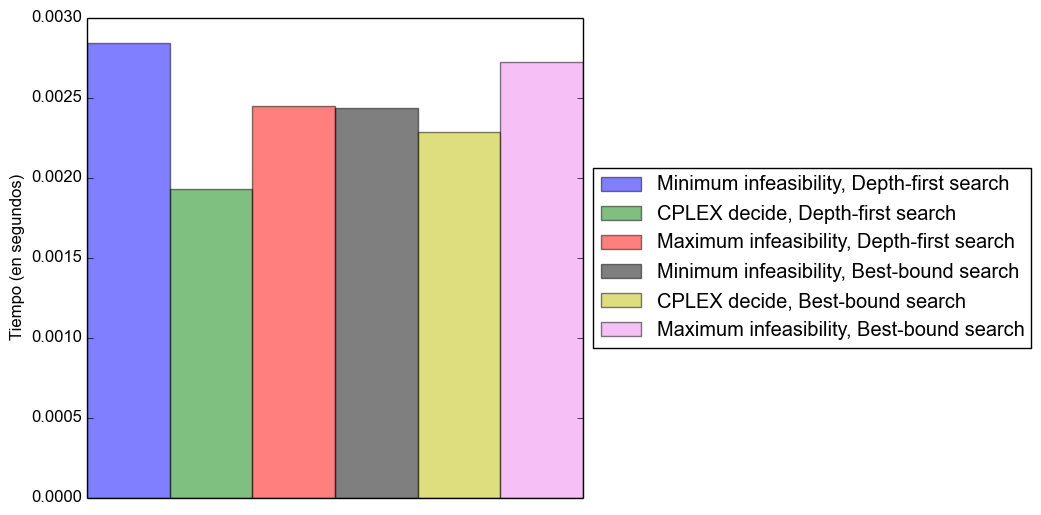 0.0030
0.0025
0.0020
0.0015
0.0010
0.0005
0.0000
Tiempo (en segundos)
Minimum infeasibility, Depth-first search
CPLEX decide, Depth-first search
Maximum infeasibility, Depth-first search
Minimum infeasibility, Best-bound search
CPLEX decide, Best-bound search
Maximum infeasibility, Best-bound search